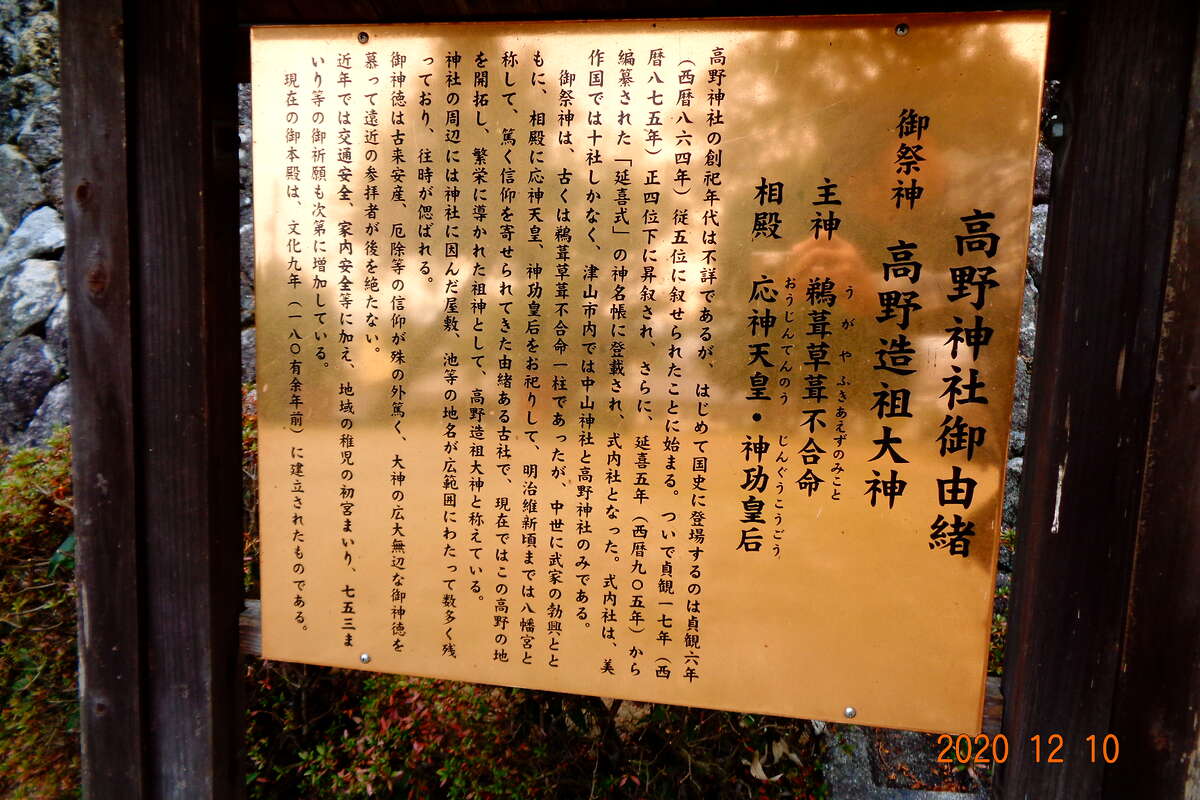 高野神社御由緒
御祭神 高野造祖大神
主神 鵜葺草葺不合命
うがやふきあえずのみこと
相殿 応神天皇・神功皇后
おうじんてんのう じんぐうこうごう
高野神社の創祀年代は不詳であるが、はじめて国史に登場するのは貞観六年
(西暦八六四年)従五位に叙せられたことに始まる。ついで貞観一七年(西
暦八七五年)正四位下に昇叙され、さらに、延喜五年(西暦九〇五年)から
編纂された「延喜式」の神名帳に登載され、式内社となった。式内社は、美
作国では十社しかなく、津山市内では中山神社と高野神社のみである。
御祭神は、古くは鵜葺草葺不合命一柱であったが、中世に武家の勃興とと
もに、相殿に応神天皇、神功皇后をお祀りして、明治維新頃までは八幡宮と
称して、篤く信仰を寄せられてきた由緒ある古社で、現在ではこの高野の地
を開拓し、繁栄に導かれた祖神として、高野造祖大神と称えている。
神社の周辺には神社に因んだ屋敷、池等の地名が広範囲にわたって数多く残
っており、往時が偲ばれる。
御神徳は古来安産、厄除等の信仰が殊の外篤く、大神の広大無辺な御神徳を
慕って遠近の参拝者が後を絶たない。
近年では交通安全、家内安全等に加え、地域の稚児の初宮まいり、七五三ま
いり等の御祈願も次第に増加している。
現在の御本殿は、文化九年(一八〇有余年前)に建立されたものである。
2020 12 10